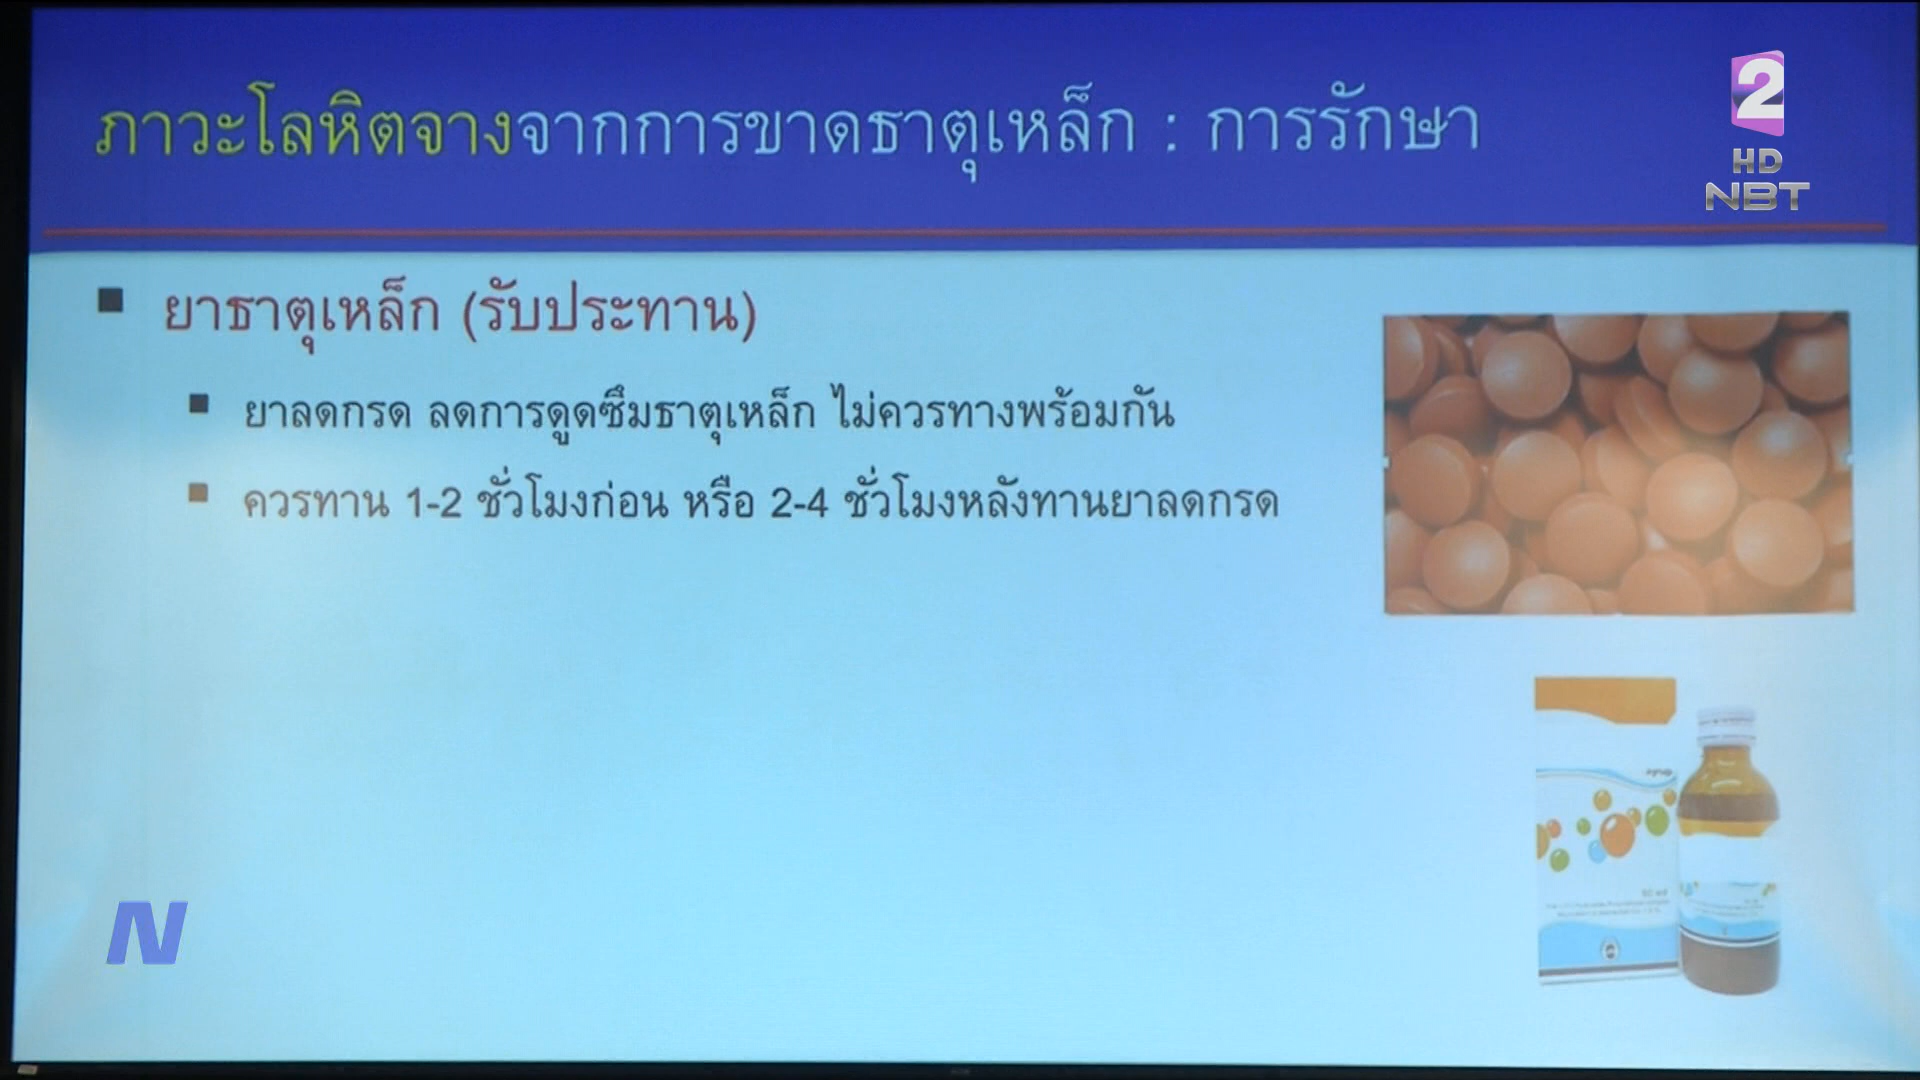 ภาวะโลหิตจางจากการขาดธาตุเหล็ก : การรักษา
2
HD
NBT
ยาธาตุเหล็ก (รับประทาน)
ยาลดกรด ลดการดูดซึมธาตุเหล็ก ไม่ควรทางพร้อมกัน
ควรทาน 1-2 ชั่วโมงก่อน หรือ 2-4 ชั่วโมงหลังทานยาลดกรด
N